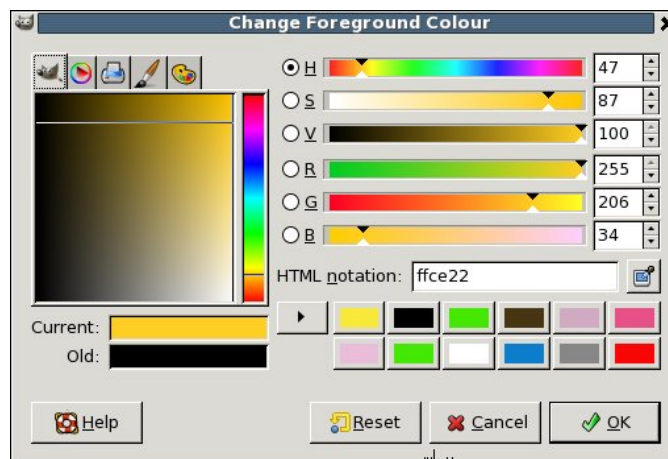 Change Foreground Colour
H 47
S 87
V 100
R 255
G 206
B 34
HTML notation: ffce22
Current:
Old:
Help Reset Cancel OK